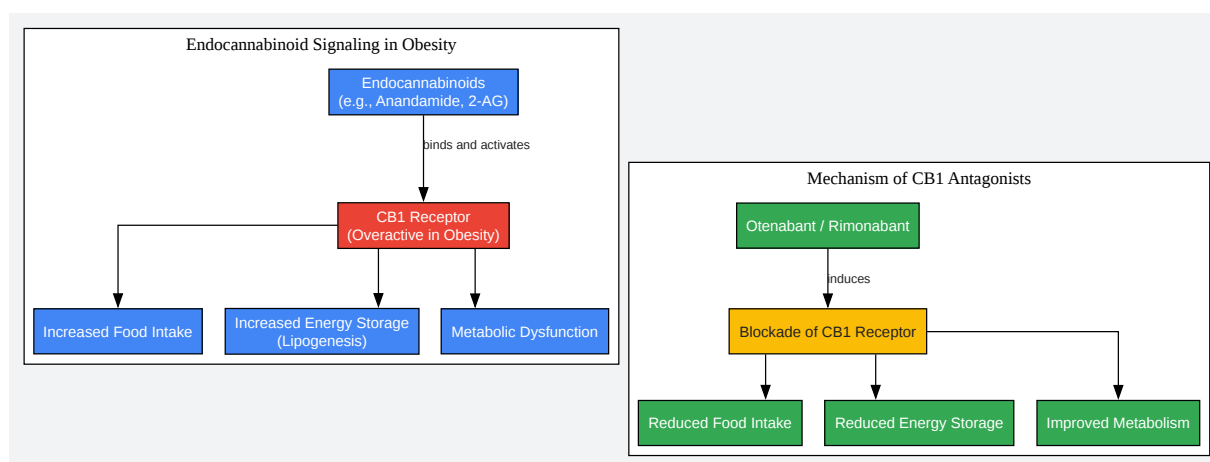 Endocannabinoid Signaling in Obesity
Endocannabinoids
(e.g., Anandamide, 2-AG)
binds and activates
CB1 Receptor
(Overactive in Obesity)
Increased Food Intake
Increased Energy Storage
(Lipogenesis)
Metabolic Dysfunction
Mechanism of CB1 Antagonists
Otenabant / Rimonabant
induces
Blockade of CB1 Receptor
Reduced Food Intake
Reduced Energy Storage
Improved Metabolism